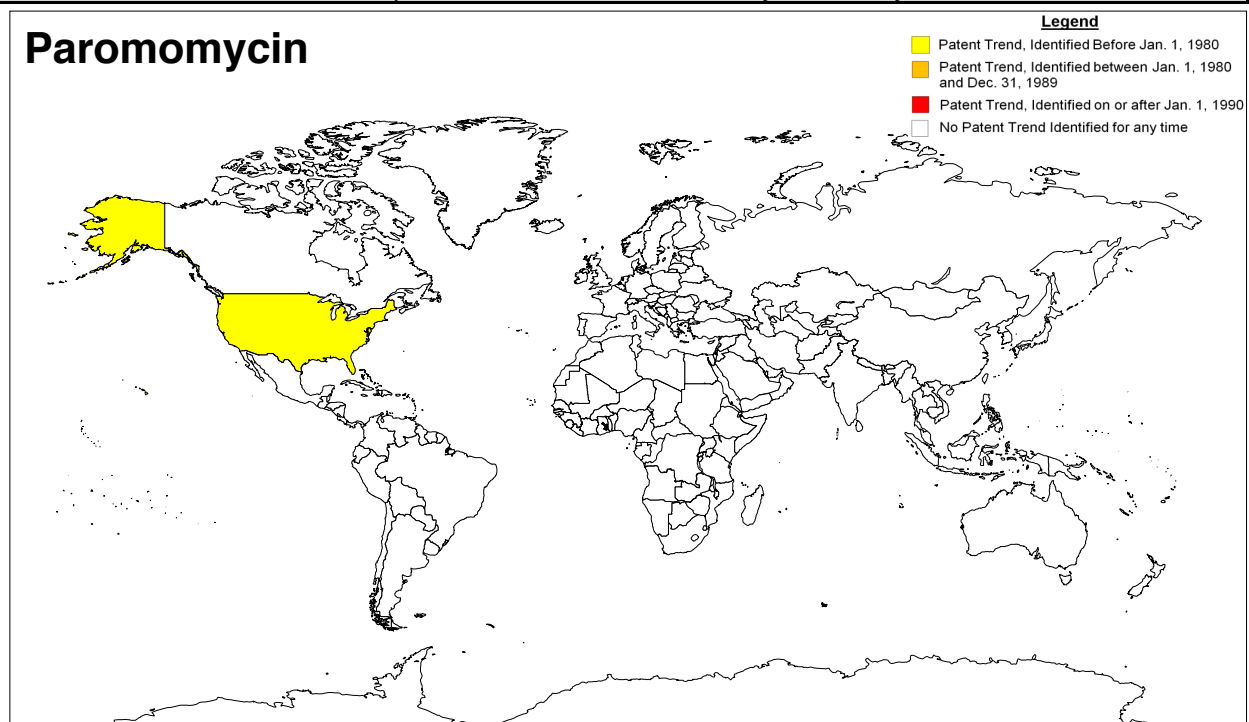 Paromomycin
Legend
Patent Trend, Identified Before Jan. 1, 1980
Patent Trend, Identified between Jan. 1, 1980
and Dec. 31, 1989
Patent Trend, Identified on or after Jan. 1, 1990
No Patent Trend Identified for any time